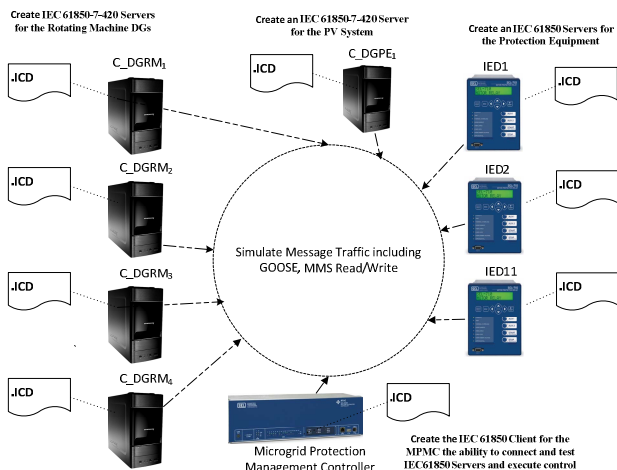 Create IEC 61850-7-420 Servers
for the Rotating Machine DGs
Create an IEC 61850-7-420 Server
for the PV System
Create an IEC 61850 Servers for
the Protection Equipment
.ICD
C_DGRM1
.ICD
C_DGPE1
IED1
.ICD
.ICD
C_DGRM2
IED2
.ICD
Simulate Message Traffic including
GOOSE, MMS Read/Write
.ICD
C_DGRM3
IED11
.ICD
.ICD
C_DGRM4
.ICD
Microgrid Protection
Management Controller
Create the IEC 61850 Client for the
MPMC the ability to connect and test
IEC61850 Servers and execute control